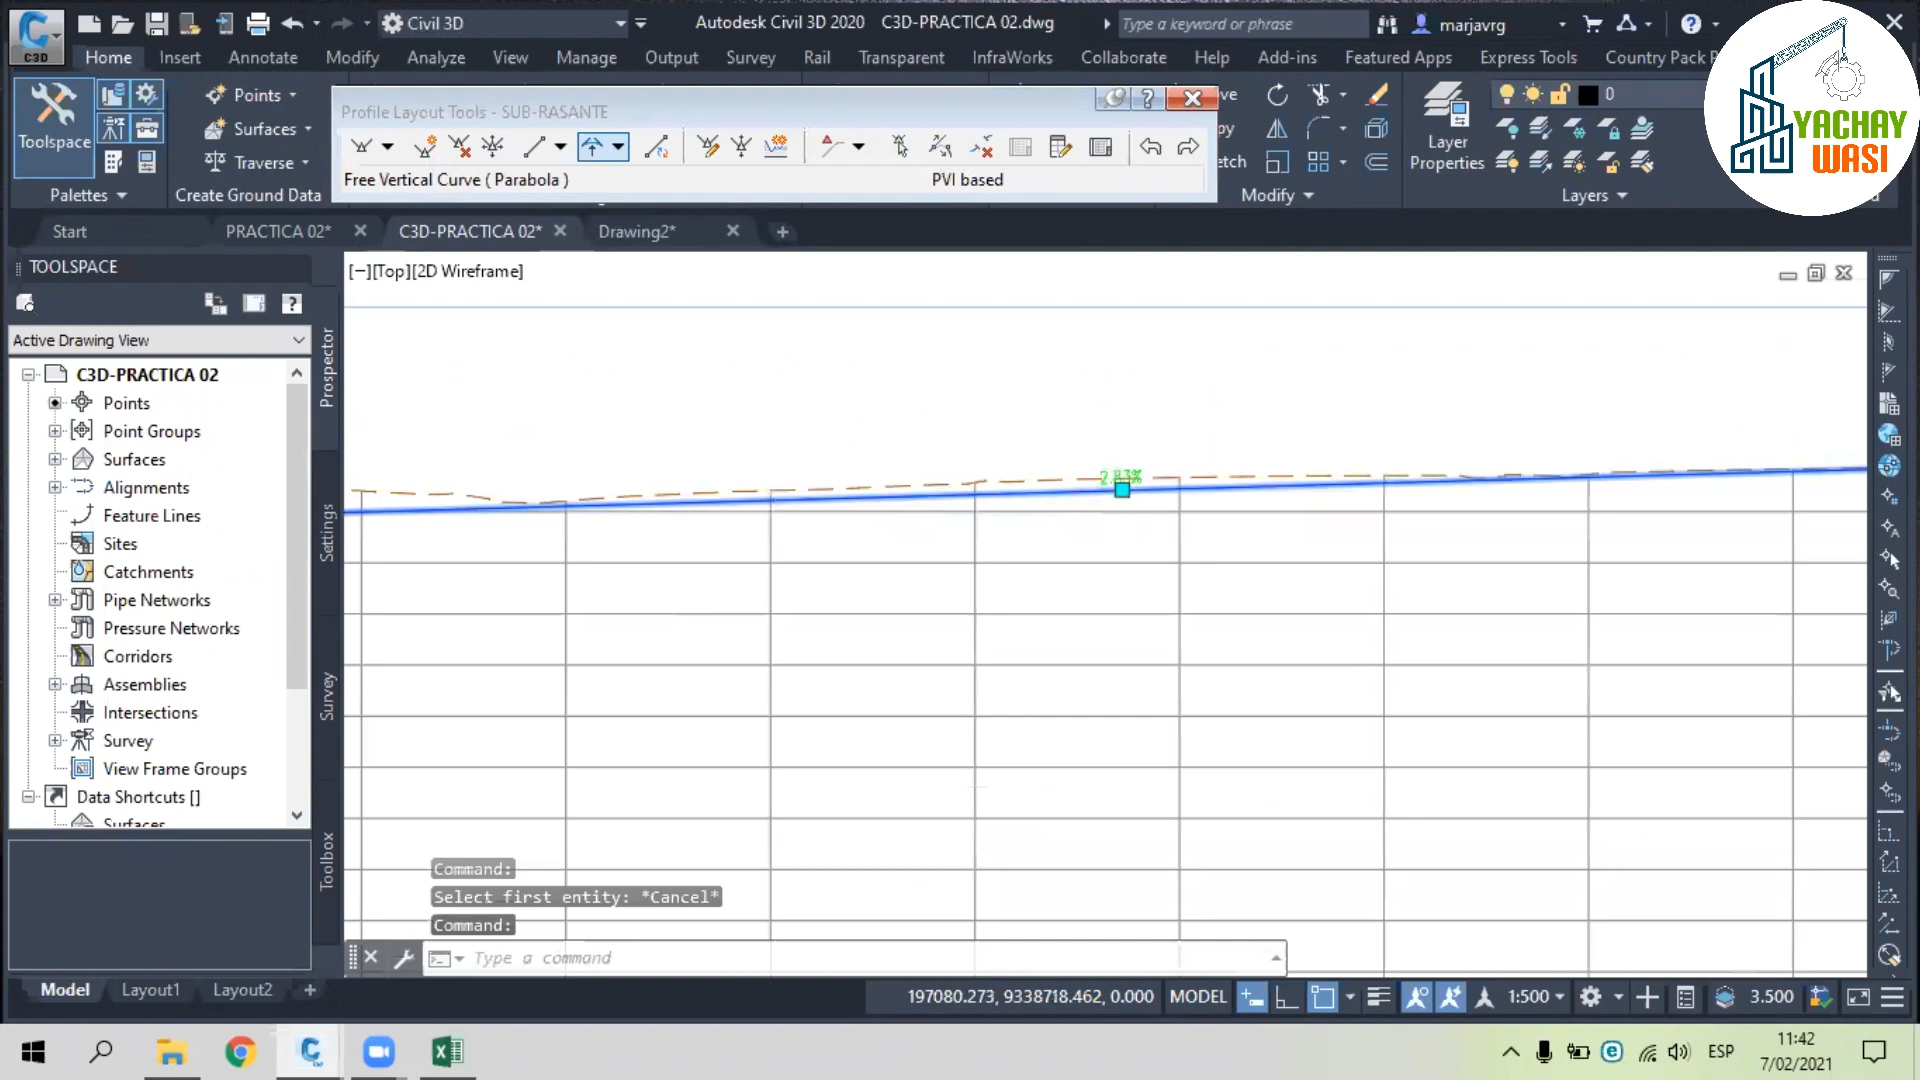 Civil 3D
Autodesk Civil 3D 2020 C3D-PRACTICA 02.dwg
Type a keyword or phrase
marjavrg
C3D
Home Insert Annotate Modify Analyze View Manage Output Survey Rail Transparent InfraWorks Collaborate Help Add-ins Featured Apps Express Tools Country Pack
YACHAY
WASI
Toolspace
Points
Surfaces
Traverse
Palettes
Create Ground Data
Profile Layout Tools - SUB-RASANTE
Free Vertical Curve ( Parabola )
PVI based
Modify
Layer
Properties
0
Layers
Start
PRACTICA 02*
C3D-PRACTICA 02*
Drawing2*
TOOLSPACE
Active Drawing View
C3D-PRACTICA 02
Points
Point Groups
Surfaces
Alignments
Feature Lines
Sites
Catchments
Pipe Networks
Pressure Networks
Corridors
Assemblies
Intersections
Survey
View Frame Groups
Data Shortcuts []
Surfaces
Prospector
Settings
Survey
Toolbox
[−][Top][2D Wireframe]
2.83%
Command:
Select first entity: *Cancel*
Command:
Type a command
Model
Layout1
Layout2
197080.273, 9338718.462, 0.000
MODEL
1:500
3.500
ESP
11:42
7/02/2021